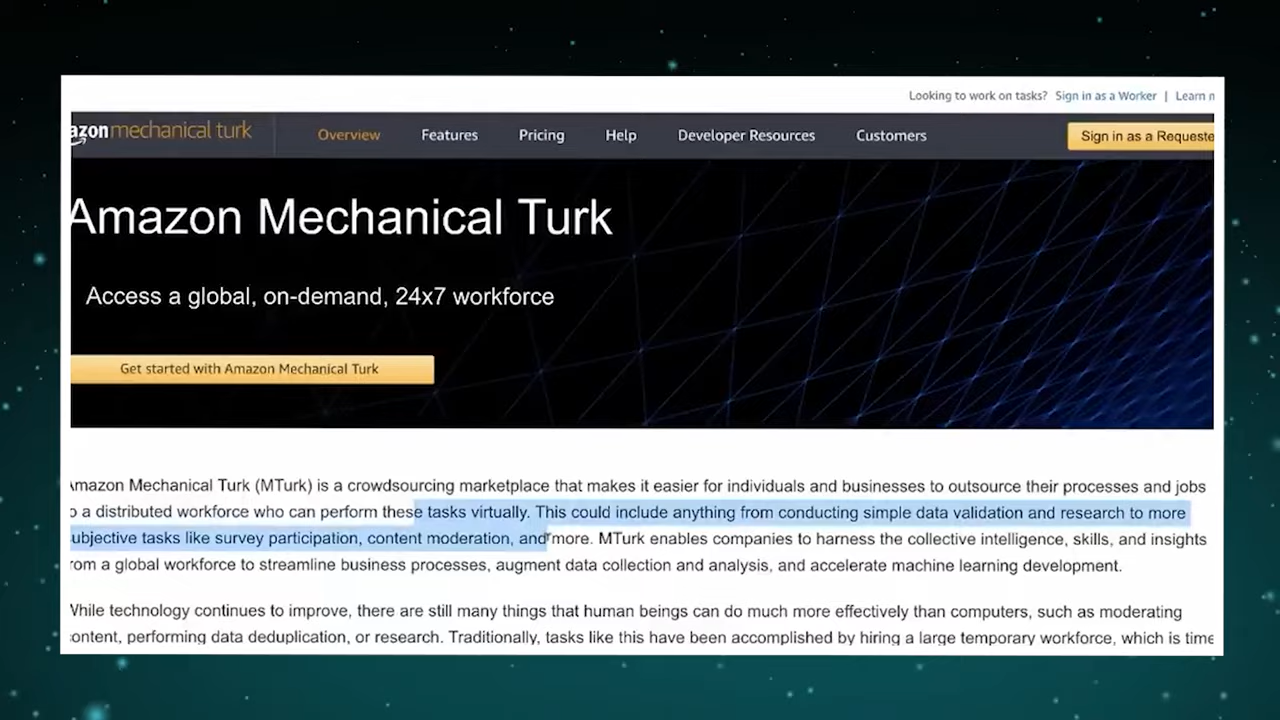 Looking to work on tasks? Sign in as a Worker | Learn
azon mechanical turk Overview Features Pricing Help Developer Resources Customers Sign in as a Requeste
Amazon Mechanical Turk
Access a global, on-demand, 24x7 workforce
Get started with Amazon Mechanical Turk
Amazon Mechanical Turk (MTurk) is a crowdsourcing marketplace that makes it easier for individuals and businesses to outsource their processes and jobs
o a distributed workforce who can perform these tasks virtually. This could include anything from conducting simple data validation and research to more
ubjective tasks like survey participation, content moderation, and more. MTurk enables companies to harness the collective intelligence, skills, and insights
rom a global workforce to streamline business processes, augment data collection and analysis, and accelerate machine learning development.
While technology continues to improve, there are still many things that human beings can do much more effectively than computers, such as moderating
ontent, performing data deduplication, or research. Traditionally, tasks like this have been accomplished by hiring a large temporary workforce, which is time